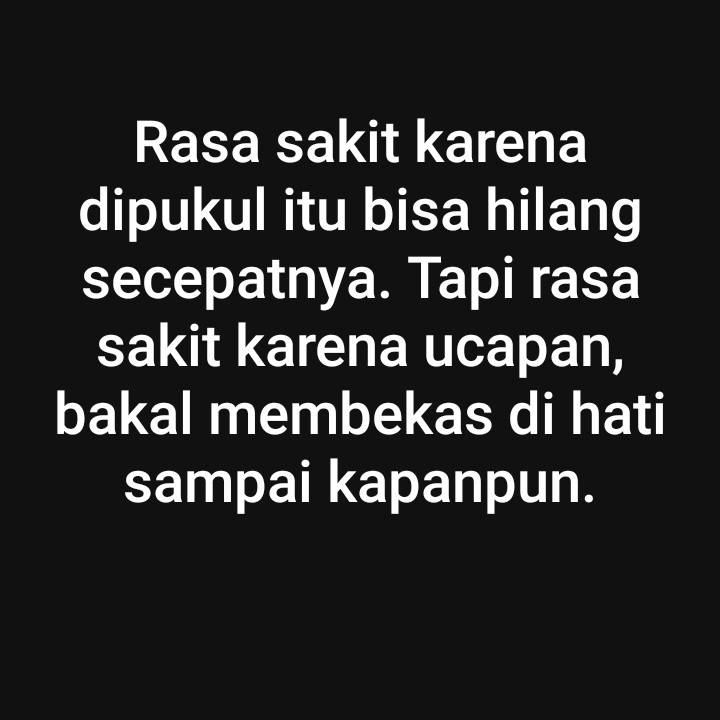 Rasa sakit karena
dipukul itu bisa hilang
secepatnya. Tapi rasa
sakit karena ucapan,
bakal membekas di hati
sampai kapanpun.